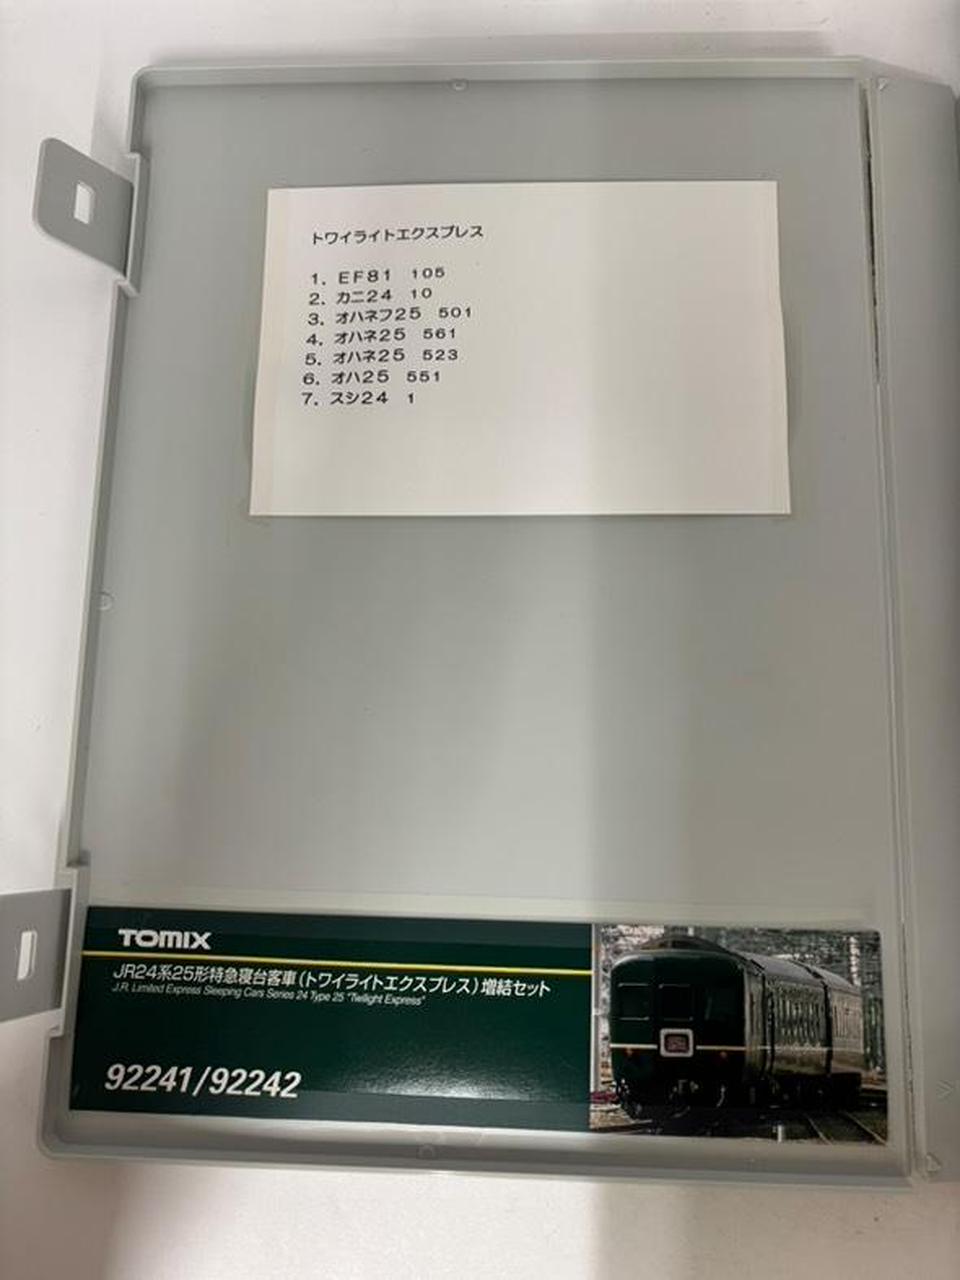 トワイライトエクスプレス
1．EF81　105
2．カニ24　10
3．オハネフ25　501
4．オハネ25　561
5．オハネ25　523
6．オハ25　551
7．スシ24　1
TOMIX
JR24系25形特急寝台客車(トワイライトエクスプレス)増結セット
J.R. Limited Express Sleeping Cars Series 24 Type 25 "Twilight Express"
92241/92242